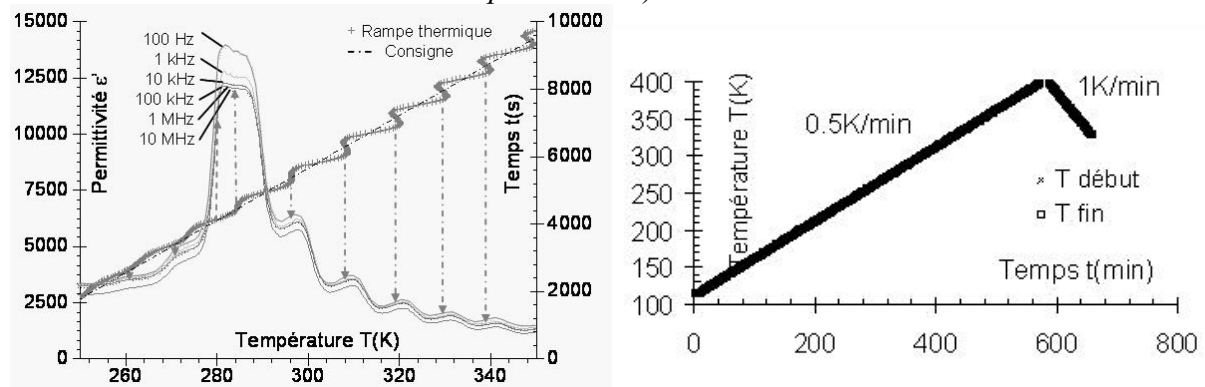 15000
12500
10000
7500
5000
2500
0
Permittivité ε'
100 Hz
1 kHz
10 kHz
100 kHz
1 MHz
10 MHz
+ Rampe thermique
Consigne
10000
8000
6000
4000
2000
0
Temps t(s)
Température T(K)
260 280 300 320 340
400
350
300
250
200
150
100
Température T(K)
0.5K/min
1K/min
× T début
□ T fin
Temps t(min)
0 200 400 600 800